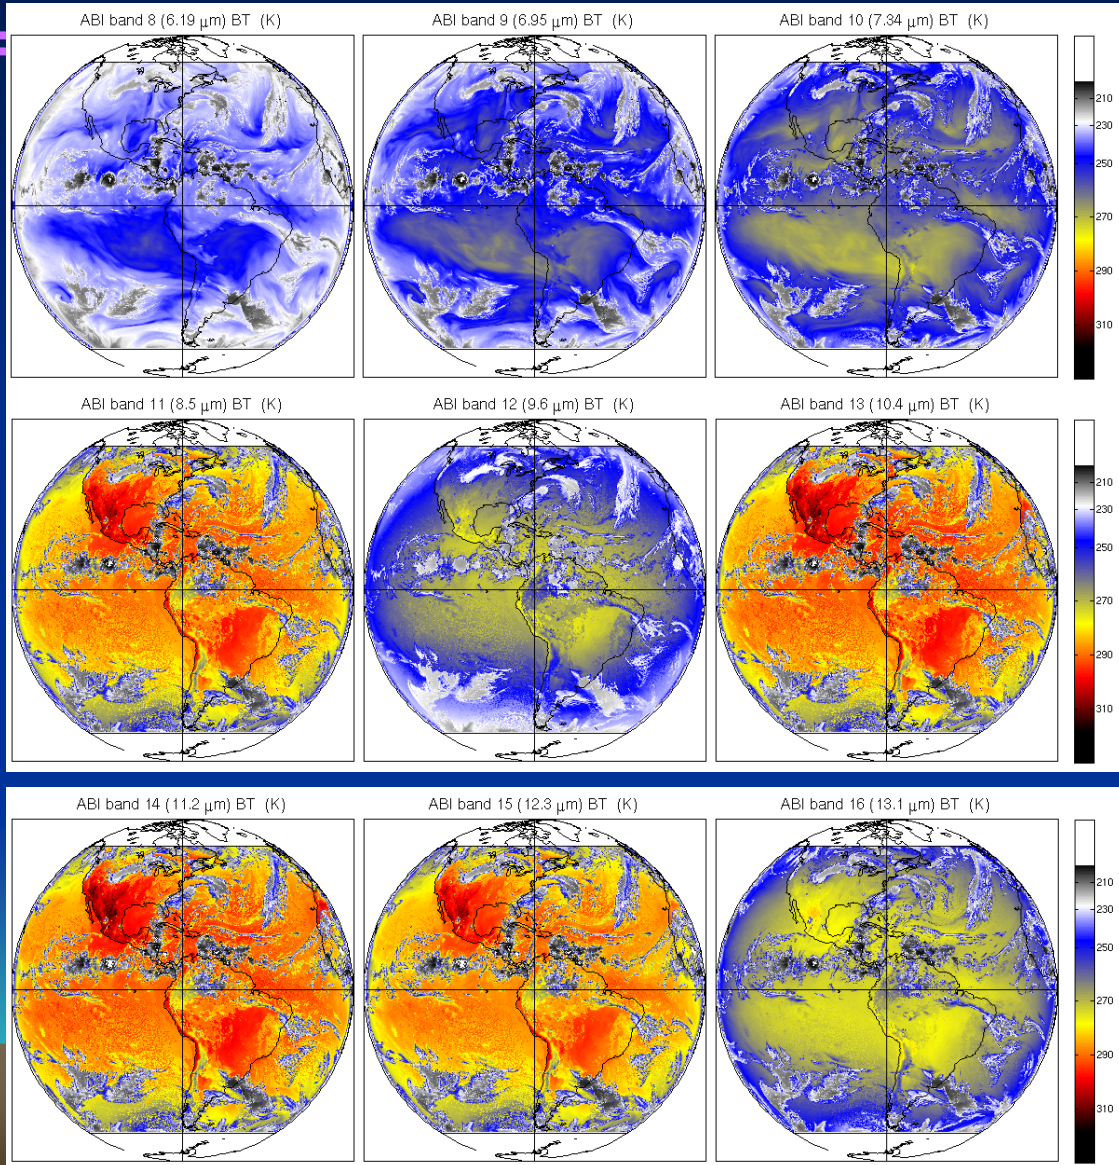 ABI band 8 (6.19 μm) BT (K)
ABI band 9 (6.95 μm) BT (K)
ABI band 10 (7.34 μm) BT (K)
210
230
250
270
290
310
ABI band 11 (8.5 μm) BT (K)
ABI band 12 (9.6 μm) BT (K)
ABI band 13 (10.4 μm) BT (K)
210
230
250
270
290
310
ABI band 14 (11.2 μm) BT (K)
ABI band 15 (12.3 μm) BT (K)
ABI band 16 (13.1 μm) BT (K)
210
230
250
270
290
310